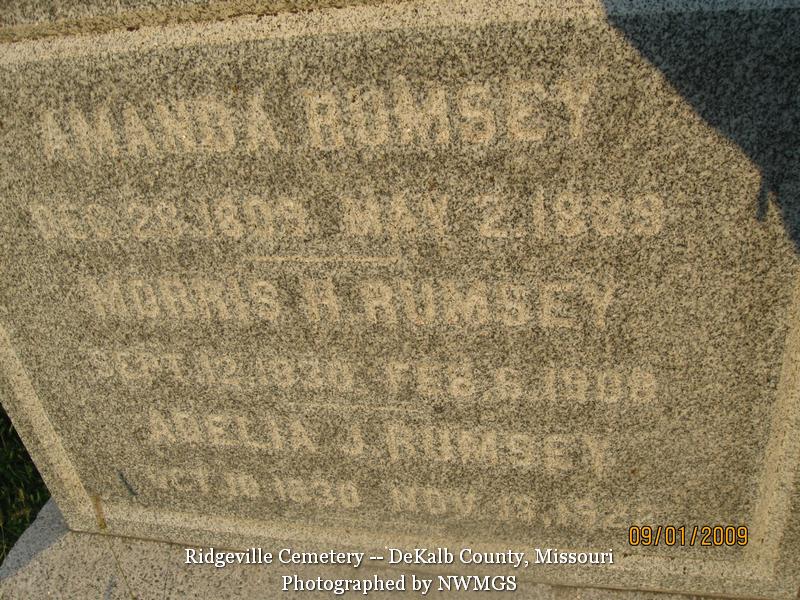 AMANDA RUMSEY
DEC. 28, 1809. MAY 2, 1889
MORRIS H. RUMSEY
SEPT. 12, 1830. FEB. 6, 1908
ADELIA J. RUMSEY
1830 NOV.
09/01/2009
Ridgeville Cemetery -- DeKalb County, Missouri
Photographed by NWMGS